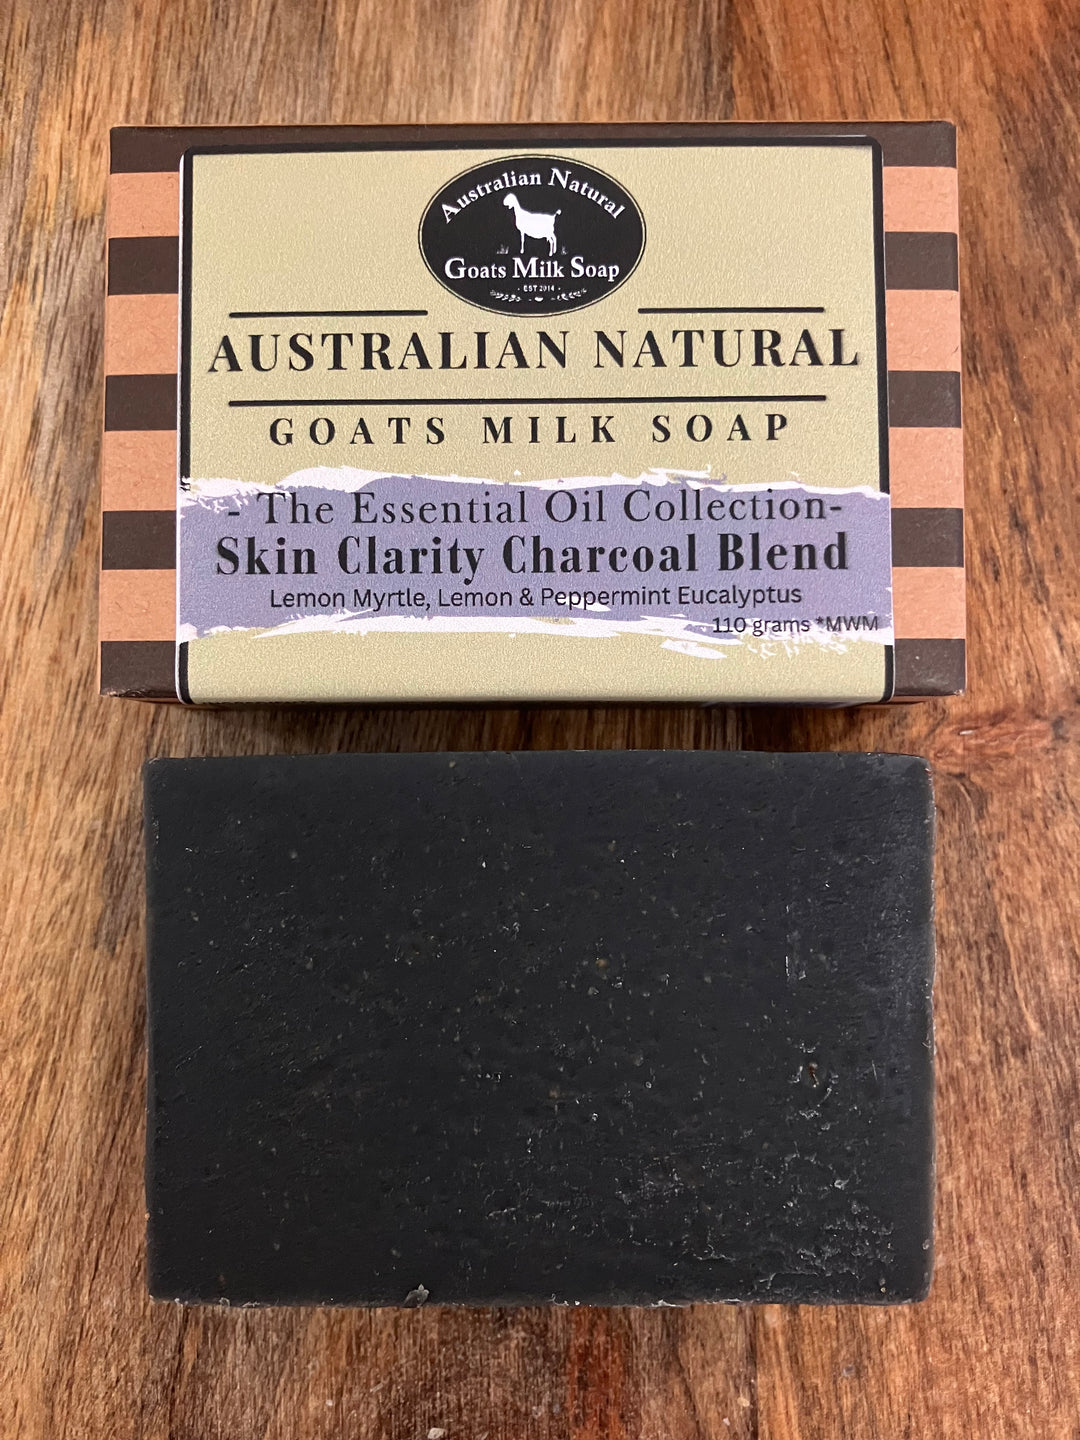 Australian Natural
Goats Milk Soap
- EST 2014 -
AUSTRALIAN NATURAL
GOATS MILK SOAP
- The Essential Oil Collection-
Skin Clarity Charcoal Blend
Lemon Myrtle, Lemon & Peppermint Eucalyptus
110 grams *MWM